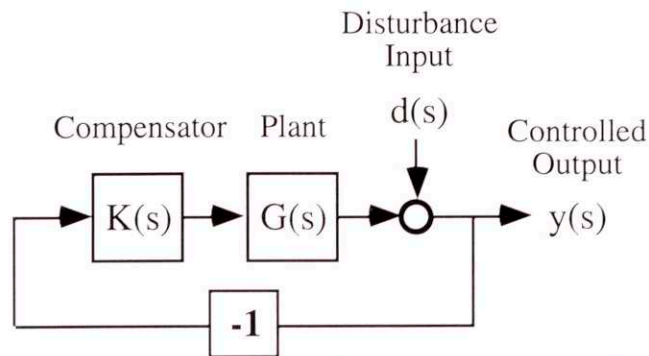 Disturbance
Input
Compensator Plant d(s) Controlled
Output
K(s) G(s) y(s)
-1